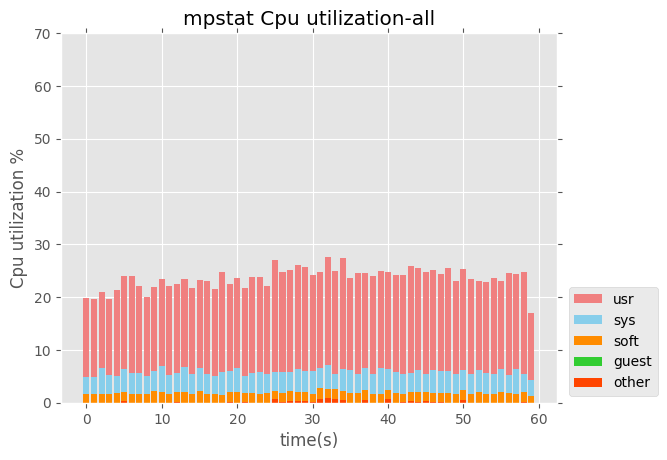 mpstat Cpu utilization-all
70
60
50
40
30
20
10
0
Cpu utilization %
0 10 20 30 40 50 60
time(s)
usr
sys
soft
guest
other